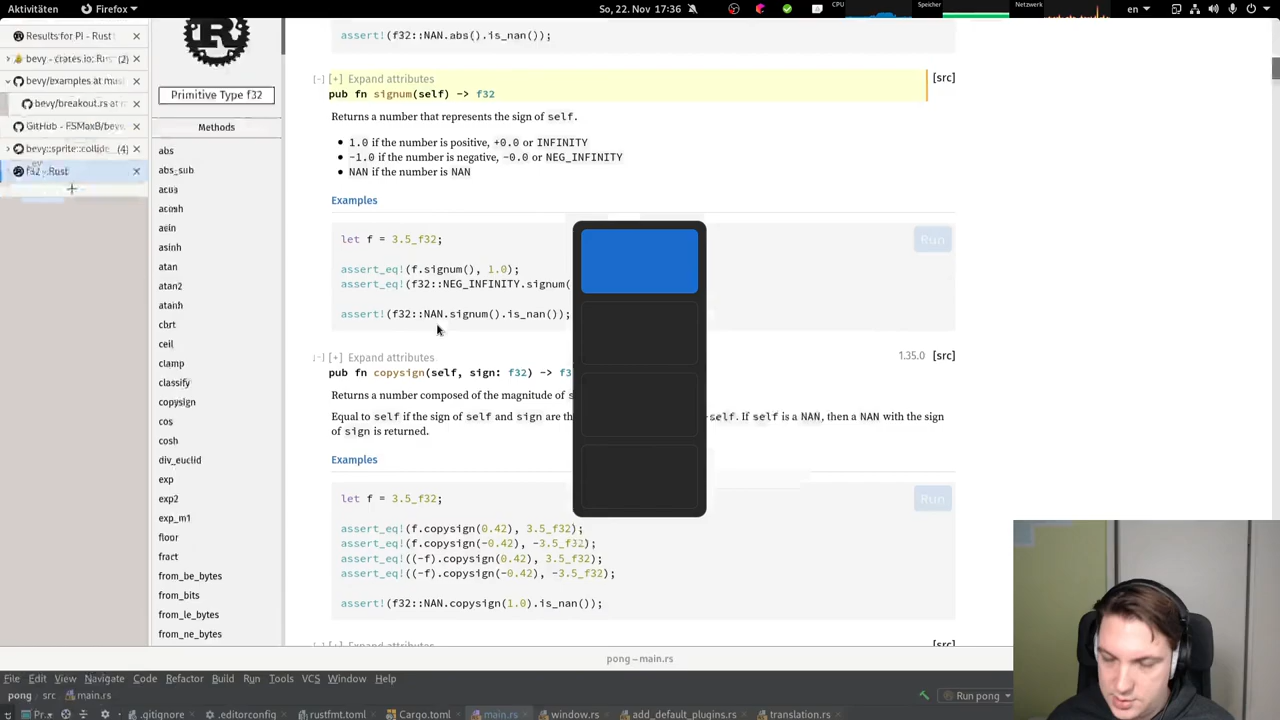 Aktivitäten
Firefox
So, 22. Nov 17:36
CPU
Speicher
Netzwerk
en
Results for PI - Rust
bevy - crates.io: Rust
(2)
bevy/examples at mast
bevy/breakout.rs at m
GitHub - FSMaxB/bevy
bevy::sprite::collide_
(4)
f32 - Rust
Primitive Type f32
Methods
abs
abs_sub
acos
acosh
asin
asinh
atan
atan2
atanh
cbrt
ceil
clamp
classify
copysign
cos
cosh
div_euclid
exp
exp2
exp_m1
floor
fract
from_be_bytes
from_bits
from_le_bytes
from_ne_bytes
assert!(f32::NAN.abs().is_nan());
[-] [+] Expand attributes
[src]
pub fn signum(self) -> f32
Returns a number that represents the sign of self.
• 1.0 if the number is positive, +0.0 or INFINITY
• -1.0 if the number is negative, -0.0 or NEG_INFINITY
• NAN if the number is NAN
Examples
let f = 3.5_f32;
Run
assert_eq!(f.signum(), 1.0);
assert_eq!(f32::NEG_INFINITY.signum(
assert!(f32::NAN.signum().is_nan());
[-] [+] Expand attributes
1.35.0 [src]
pub fn copysign(self, sign: f32) -> f3
Returns a number composed of the magnitude of s
Equal to self if the sign of self and sign are the
-self. If self is a NAN, then a NAN with the sign
of sign is returned.
Examples
let f = 3.5_f32;
Run
assert_eq!(f.copysign(0.42), 3.5_f32);
assert_eq!(f.copysign(-0.42), -3.5_f32);
assert_eq!((-f).copysign(0.42), 3.5_f32);
assert_eq!((-f).copysign(-0.42), -3.5_f32);
assert!(f32::NAN.copysign(1.0).is_nan());
[-] [+] Expand attributes
[src]
pong – main.rs
File Edit View Navigate Code Refactor Build Run Tools VCS Window Help
pong src main.rs
Run pong
Pr.
.gitignore
.editorconfig
rustfmt.toml
Cargo.toml
main.rs
window.rs
add_default_plugins.rs
translation.rs